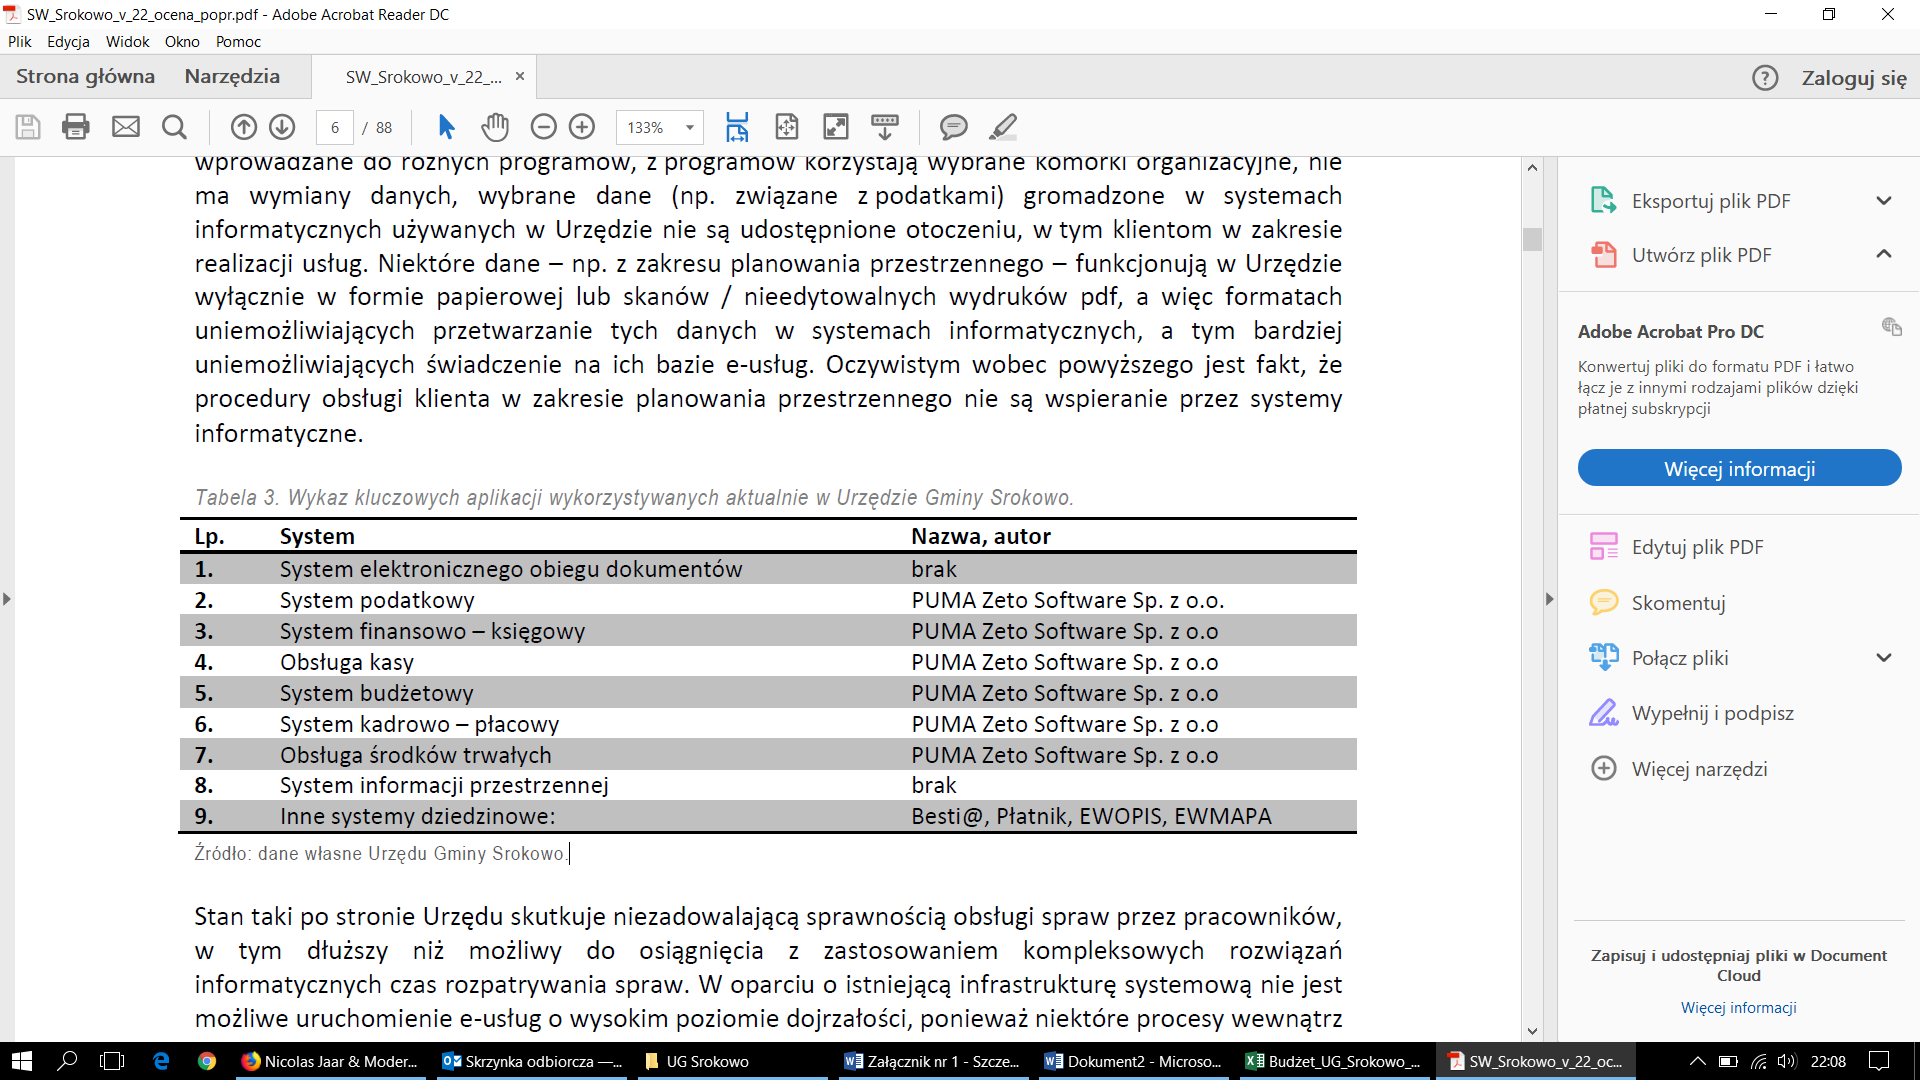 SW_Srokowo_v_22_ocena_popr.pdf - Adobe Acrobat Reader DC
Plik Edycja Widok Okno Pomoc
Strona główna Narzędzia SW_Srokowo_v_22_... × Zaloguj się
6 / 88 133%
wprowadzane do różnych programów, z programów korzystają wybrane komórki organizacyjne, nie
ma wymiany danych, wybrane dane (np. związane z podatkami) gromadzone w systemach
informatycznych używanych w Urzędzie nie są udostępnione otoczeniu, w tym klientom w zakresie
realizacji usług. Niektóre dane – np. z zakresu planowania przestrzennego – funkcjonują w Urzędzie
wyłącznie w formie papierowej lub skanów / nieedytowalnych wydruków pdf, a więc formatach
uniemożliwiających przetwarzanie tych danych w systemach informatycznych, a tym bardziej
uniemożliwiających świadczenie na ich bazie e-usług. Oczywistym wobec powyższego jest fakt, że
procedury obsługi klienta w zakresie planowania przestrzennego nie są wspieranie przez systemy
informatyczne.
Tabela 3. Wykaz kluczowych aplikacji wykorzystywanych aktualnie w Urzędzie Gminy Srokowo.
Lp. System Nazwa, autor
1. System elektronicznego obiegu dokumentów brak
2. System podatkowy PUMA Zeto Software Sp. z o.o.
3. System finansowo – księgowy PUMA Zeto Software Sp. z o.o
4. Obsługa kasy PUMA Zeto Software Sp. z o.o
5. System budżetowy PUMA Zeto Software Sp. z o.o
6. System kadrowo – płacowy PUMA Zeto Software Sp. z o.o
7. Obsługa środków trwałych PUMA Zeto Software Sp. z o.o
8. System informacji przestrzennej brak
9. Inne systemy dziedzinowe: Besti@, Płatnik, EWOPIS, EWMAPA
Źródło: dane własne Urzędu Gminy Srokowo.
Stan taki po stronie Urzędu skutkuje niezadowalającą sprawnością obsługi spraw przez pracowników,
w tym dłuższy niż możliwy do osiągnięcia z zastosowaniem kompleksowych rozwiązań
informatycznych czas rozpatrywania spraw. W oparciu o istniejącą infrastrukturę systemową nie jest
możliwe uruchomienie e-usług o wysokim poziomie dojrzałości, ponieważ niektóre procesy wewnątrz
Eksportuj plik PDF
Utwórz plik PDF
Adobe Acrobat Pro DC
Konwertuj pliki do formatu PDF i łatwo
łącz je z innymi rodzajami plików dzięki
płatnej subskrypcji
Więcej informacji
Edytuj plik PDF
Skomentuj
Połącz pliki
Wypełnij i podpisz
Więcej narzędzi
Zapisuj i udostępniaj pliki w Document
Cloud
Więcej informacji
Nicolas Jaar & Moder... Skrzynka odbiorcza —... UG Srokowo Załącznik nr 1 - Szcze... Dokument2 - Microso... Budżet_UG_Srokowo_... SW_Srokowo_v_22_oc... 22:08